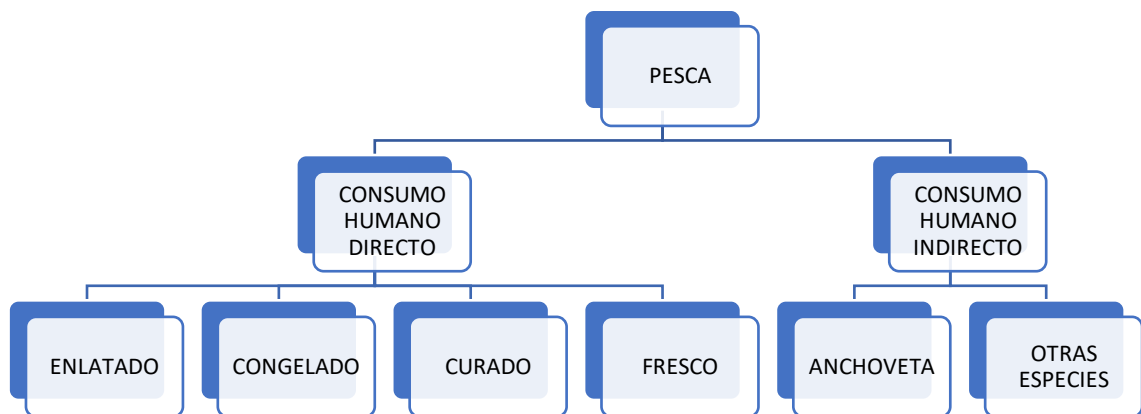 PESCA
CONSUMO
HUMANO
DIRECTO
CONSUMO
HUMANO
INDIRECTO
ENLATADO
CONGELADO
CURADO
FRESCO
ANCHOVETA
OTRAS
ESPECIES